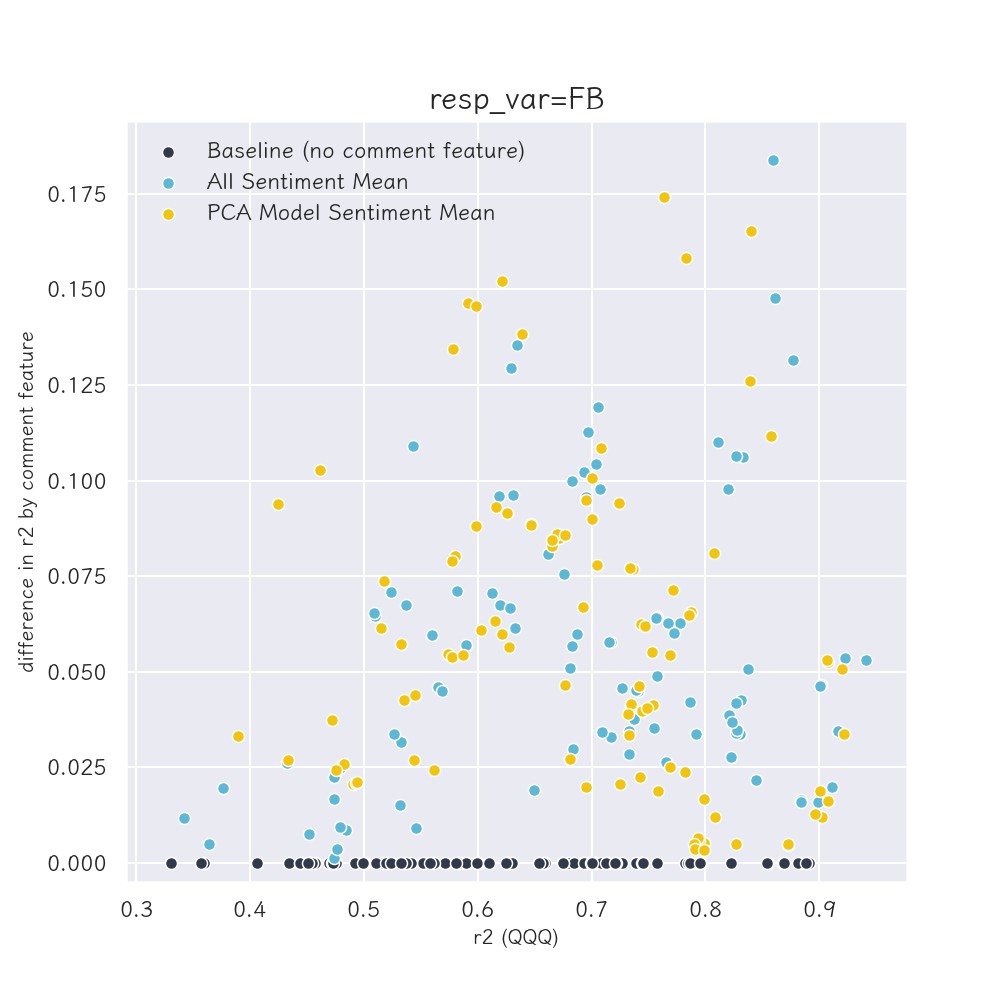 resp_var=FB
Baseline (no comment feature)
All Sentiment Mean
PCA Model Sentiment Mean
difference in r2 by comment feature
0.175
0.150
0.125
0.100
0.075
0.050
0.025
0.000
0.3 0.4 0.5 0.6 0.7 0.8 0.9
r2 (QQQ)